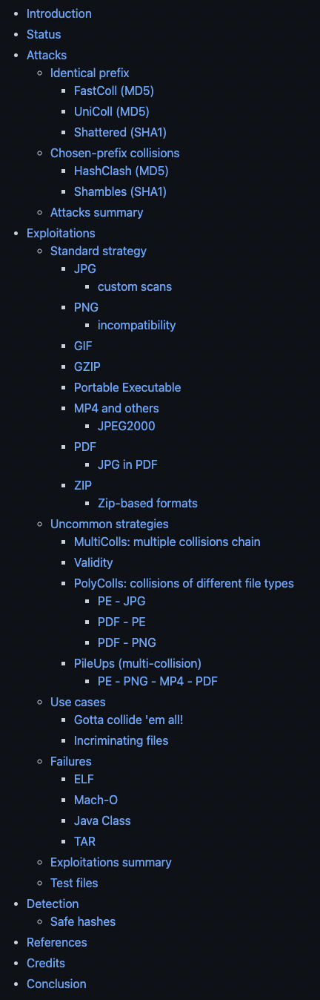 Introduction
Status
Attacks
Identical prefix
FastColl (MD5)
UniColl (MD5)
Shattered (SHA1)
Chosen-prefix collisions
HashClash (MD5)
Shambles (SHA1)
Attacks summary
Exploitations
Standard strategy
JPG
custom scans
PNG
incompatibility
GIF
GZIP
Portable Executable
MP4 and others
JPEG2000
PDF
JPG in PDF
ZIP
Zip-based formats
Uncommon strategies
MultiColls: multiple collisions chain
Validity
PolyColls: collisions of different file types
PE - JPG
PDF - PE
PDF - PNG
PileUps (multi-collision)
PE - PNG - MP4 - PDF
Use cases
Gotta collide 'em all!
Incriminating files
Failures
ELF
Mach-O
Java Class
TAR
Exploitations summary
Test files
Detection
Safe hashes
References
Credits
Conclusion